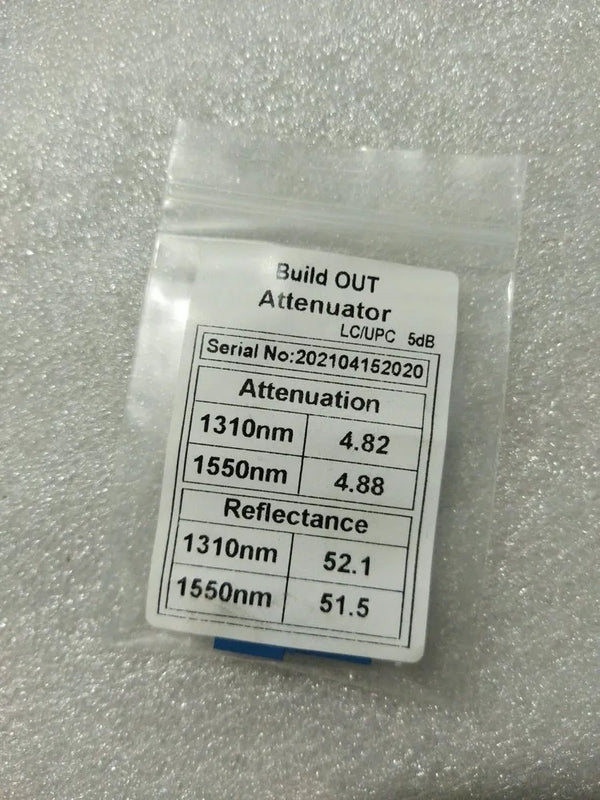 Build OUT
Attenuator
LC/UPC 5dB
Serial No:202104152020
Attenuation
1310nm 4.82
1550nm 4.88
Reflectance
1310nm 52.1
1550nm 51.5